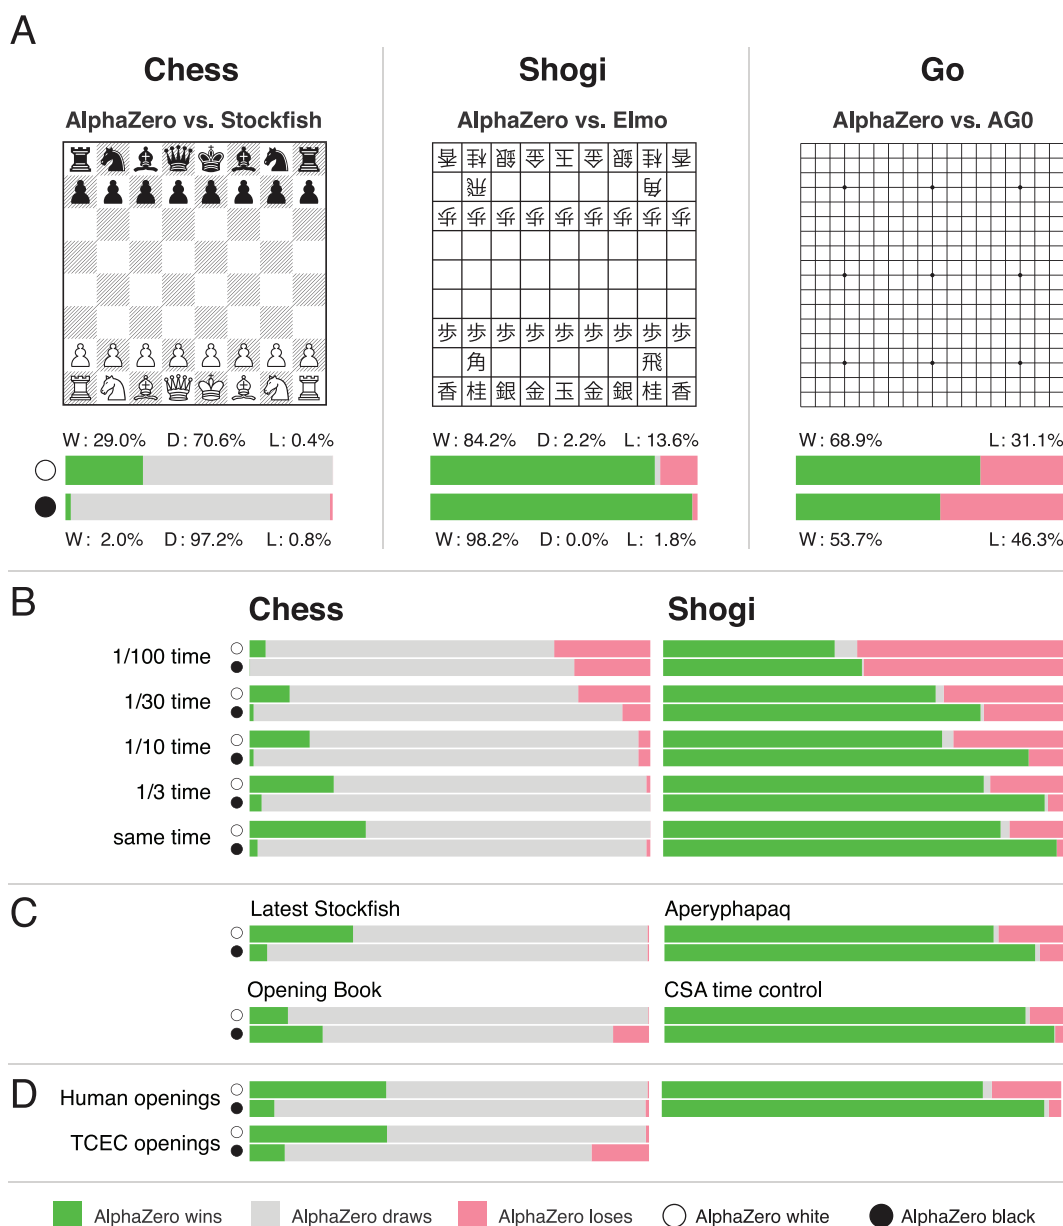 A
Chess
Shogi
Go
AlphaZero vs. Stockfish
AlphaZero vs. Elmo
AlphaZero vs. AG0
香 桂 銀 金 玉 金 銀 桂 香
飛 角
歩 歩 歩 歩 歩 歩 歩 歩 歩
歩 歩 歩 歩 歩 歩 歩 歩 歩
角 飛
香 桂 銀 金 玉 金 銀 桂 香
W: 29.0% D: 70.6% L: 0.4%
W: 84.2% D: 2.2% L: 13.6%
W: 68.9% L: 31.1%
W: 2.0% D: 97.2% L: 0.8%
W: 98.2% D: 0.0% L: 1.8%
W: 53.7% L: 46.3%
B
Chess
Shogi
1/100 time
1/30 time
1/10 time
1/3 time
same time
C
Latest Stockfish
Aperyphapaq
Opening Book
CSA time control
D
Human openings
TCEC openings
AlphaZero wins
AlphaZero draws
AlphaZero loses
AlphaZero white
AlphaZero black